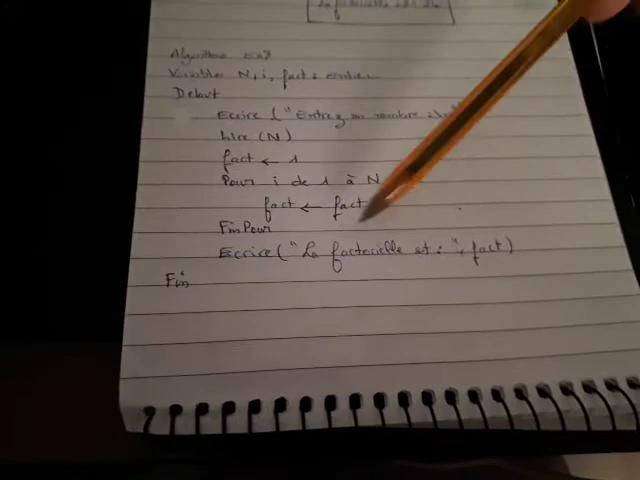 Algorithme Ex7
Variables N, i, fact : Entier
Debut
Ecrire ("Entrez un nombre :
Lire (N)
fact ← 1
Pour i de 1 à N
fact ← fact
FinPour
Ecrire(" La factorielle est : ", fact)
Fin